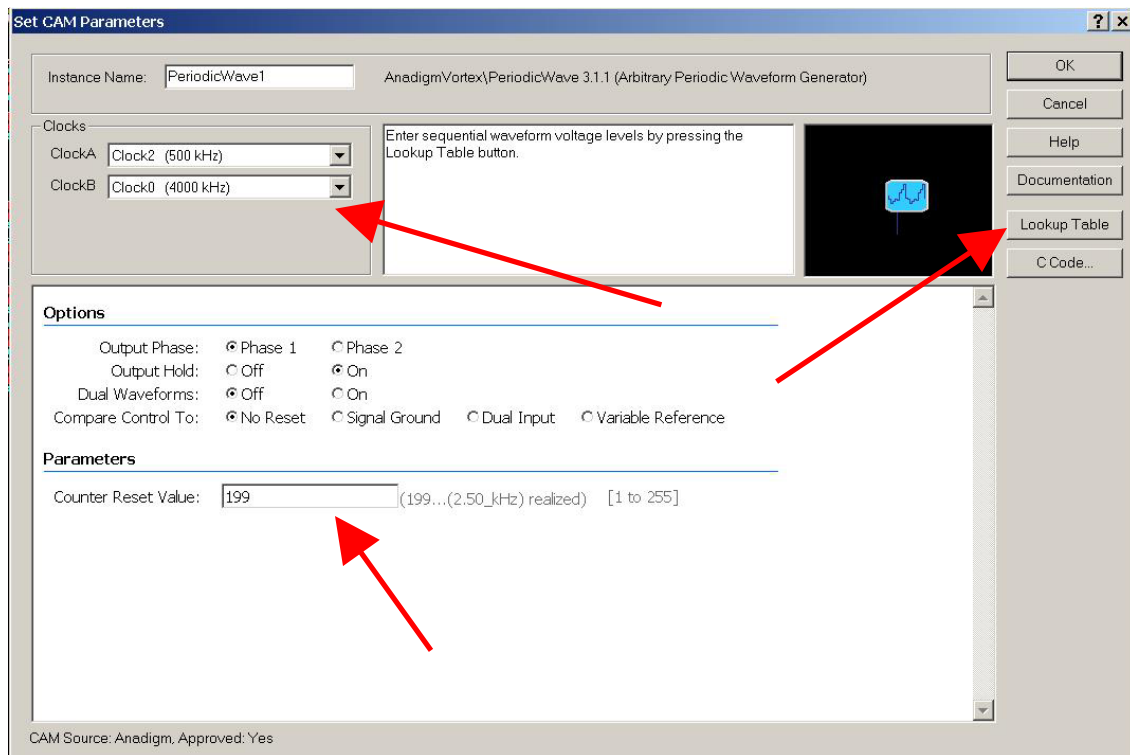 Set CAM Parameters
Instance Name: PeriodicWave1 AnadigmVortex\PeriodicWave 3.1.1 (Arbitrary Periodic Waveform Generator)
OK
Cancel
Help
Documentation
Lookup Table
C Code...
Clocks
ClockA Clock2 (500 kHz)
ClockB Clock0 (4000 kHz)
Enter sequential waveform voltage levels by pressing the
Lookup Table button.
Options
Output Phase: Phase 1 Phase 2
Output Hold: Off On
Dual Waveforms: Off On
Compare Control To: No Reset Signal Ground Dual Input Variable Reference
Parameters
Counter Reset Value: 199 (199...(2.50_kHz) realized) [1 to 255]
CAM Source: Anadigm, Approved: Yes